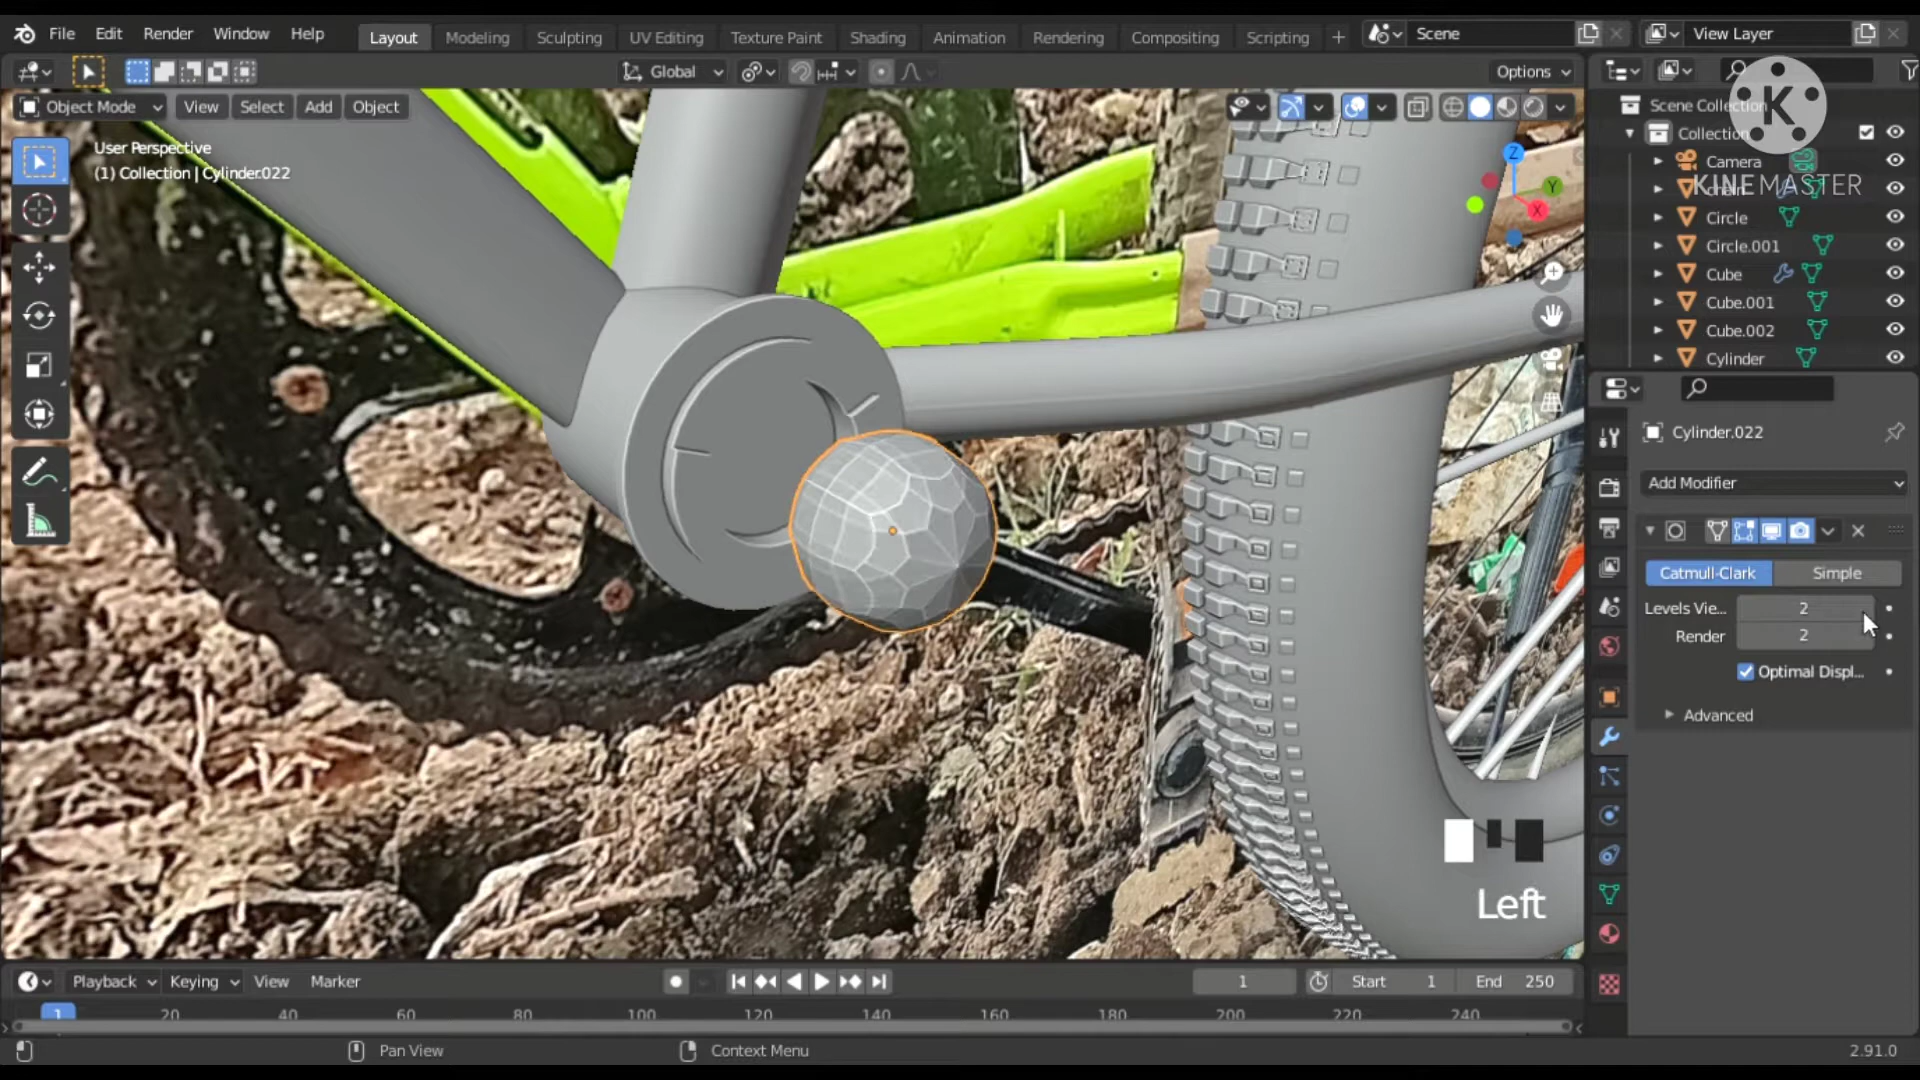 File Edit Render Window Help Layout Modeling Sculpting UV Editing Texture Paint Shading Animation Rendering Compositing Scripting Scene View Layer
Global Options
Object Mode View Select Add Object
User Perspective
(1) Collection | Cylinder.022
Z
Y
X
Scene Collection
Collection
Camera
K
KINEMASTER
Circle
Circle.001
Cube
Cube.001
Cube.002
Cylinder
Cylinder.022
Add Modifier
Catmull-Clark Simple
Levels Vie... 2
Render 2
Optimal Displ...
Advanced
Left
Playback Keying View Marker 1 Start 1 End 250
1 20 40 60 80 100 120 140 160 180 200 220 240
Pan View Context Menu 2.91.0